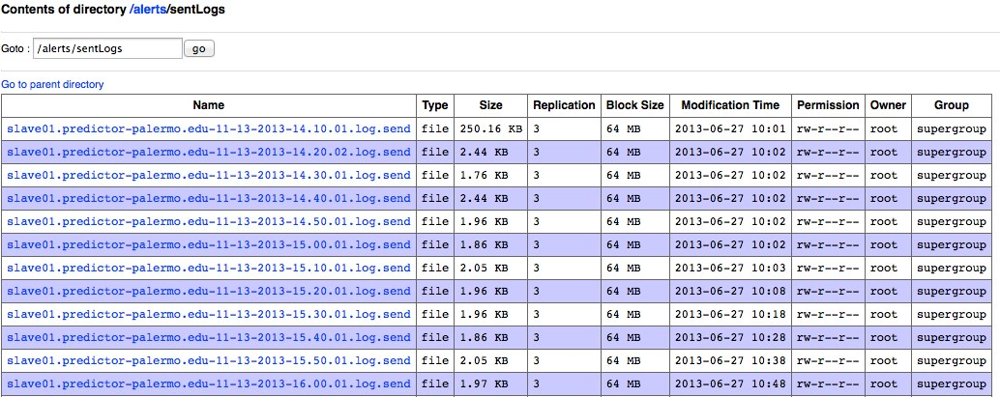 Contents of directory /alerts/sentLogs
Goto : /alerts/sentLogs go
Go to parent directory
Name Type Size Replication Block Size Modification Time Permission Owner Group
slave01.predictor-palermo.edu-11-13-2013-14.10.01.log.send file 250.16 KB 3 64 MB 2013-06-27 10:01 rw-r--r-- root supergroup
slave01.predictor-palermo.edu-11-13-2013-14.20.02.log.send file 2.44 KB 3 64 MB 2013-06-27 10:02 rw-r--r-- root supergroup
slave01.predictor-palermo.edu-11-13-2013-14.30.01.log.send file 1.76 KB 3 64 MB 2013-06-27 10:02 rw-r--r-- root supergroup
slave01.predictor-palermo.edu-11-13-2013-14.40.01.log.send file 2.44 KB 3 64 MB 2013-06-27 10:02 rw-r--r-- root supergroup
slave01.predictor-palermo.edu-11-13-2013-14.50.01.log.send file 1.96 KB 3 64 MB 2013-06-27 10:02 rw-r--r-- root supergroup
slave01.predictor-palermo.edu-11-13-2013-15.00.01.log.send file 1.86 KB 3 64 MB 2013-06-27 10:02 rw-r--r-- root supergroup
slave01.predictor-palermo.edu-11-13-2013-15.10.01.log.send file 2.05 KB 3 64 MB 2013-06-27 10:03 rw-r--r-- root supergroup
slave01.predictor-palermo.edu-11-13-2013-15.20.01.log.send file 1.96 KB 3 64 MB 2013-06-27 10:08 rw-r--r-- root supergroup
slave01.predictor-palermo.edu-11-13-2013-15.30.01.log.send file 1.96 KB 3 64 MB 2013-06-27 10:18 rw-r--r-- root supergroup
slave01.predictor-palermo.edu-11-13-2013-15.40.01.log.send file 1.86 KB 3 64 MB 2013-06-27 10:28 rw-r--r-- root supergroup
slave01.predictor-palermo.edu-11-13-2013-15.50.01.log.send file 2.05 KB 3 64 MB 2013-06-27 10:38 rw-r--r-- root supergroup
slave01.predictor-palermo.edu-11-13-2013-16.00.01.log.send file 1.97 KB 3 64 MB 2013-06-27 10:48 rw-r--r-- root supergroup